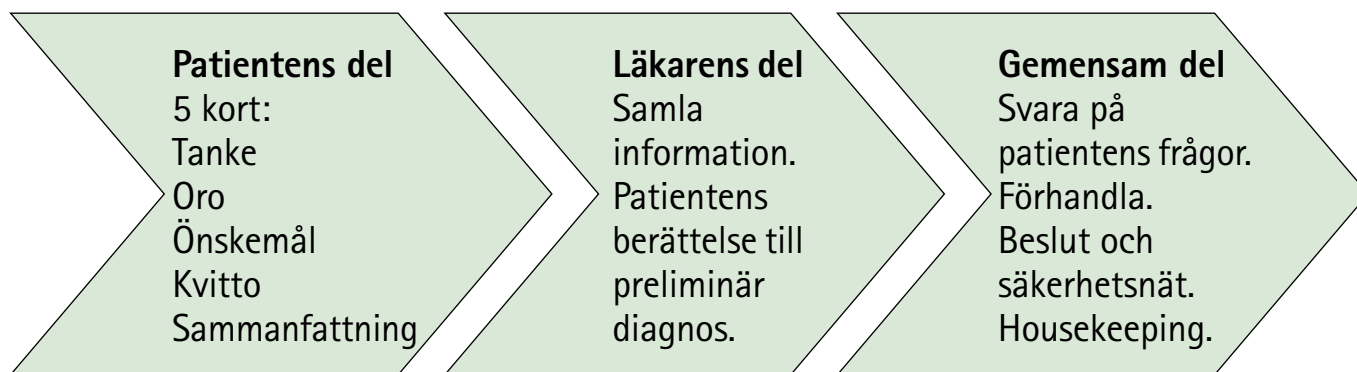 Patientens del
5 kort:
Tanke
Oro
Önskemål
Kvitto
Sammanfattning
Läkarens del
Samla
information.
Patientens
berättelse till
preliminär
diagnos.
Gemensam del
Svara på
patientens frågor.
Förhandla.
Beslut och
säkerhetsnät.
Housekeeping.